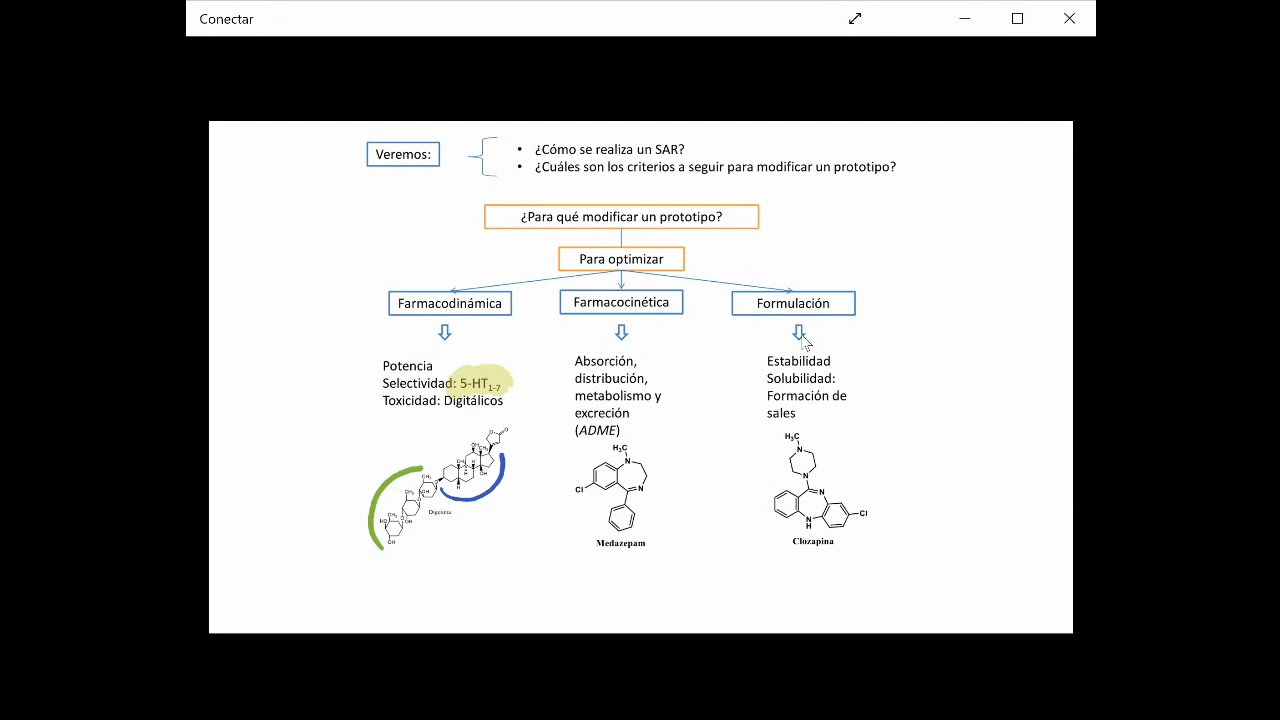 Conectar
Veremos:
• ¿Cómo se realiza un SAR?
• ¿Cuáles son los criterios a seguir para modificar un prototipo?
¿Para qué modificar un prototipo?
Para optimizar
Farmacodinámica
Farmacocinética
Formulación
Potencia
Selectividad: 5-HT1-7
Toxicidad: Digitálicos
Absorción,
distribución,
metabolismo y
excreción
(ADME)
Estabilidad
Solubilidad:
Formación de
sales
Digoxina
H3C
N
Cl
N
Medazepam
H3C
N
N
N
Cl
N
H
Clozapina